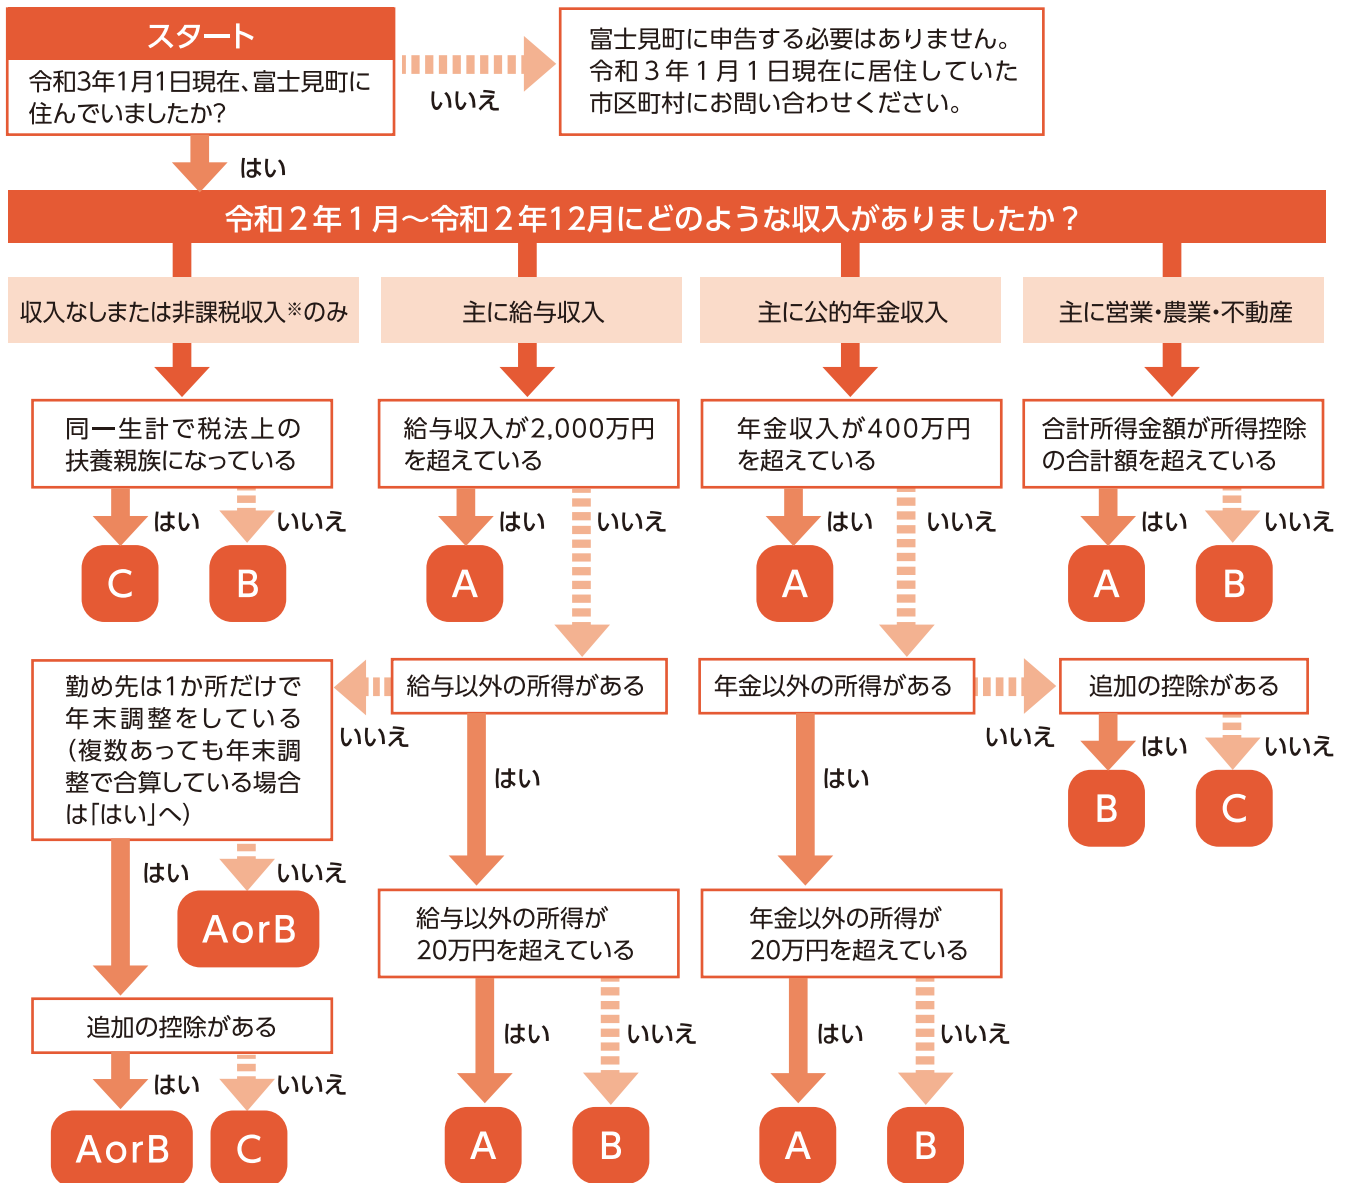 スタート
令和3年1月1日現在、富士見町に
住んでいましたか?
いいえ
富士見町に申告する必要はありません。
令和３年１月１日現在に居住していた
市区町村にお問い合わせください。
はい
令和２年１月～令和２年12月にどのような収入がありましたか？
収入なしまたは非課税収入※のみ
主に給与収入
主に公的年金収入
主に営業・農業・不動産
同一生計で税法上の
扶養親族になっている
給与収入が2,000万円
を超えている
年金収入が400万円
を超えている
合計所得金額が所得控除
の合計額を超えている
はい
いいえ
はい
いいえ
はい
いいえ
はい
いいえ
C
B
A
A
A
B
勤め先は1か所だけで
年末調整をしている
（複数あっても年末調
整で合算している場合
は「はい」へ）
いいえ
給与以外の所得がある
年金以外の所得がある
いいえ
追加の控除がある
はい
いいえ
はい
はい
B
C
はい
いいえ
AorB
給与以外の所得が
20万円を超えている
年金以外の所得が
20万円を超えている
追加の控除がある
はい
いいえ
はい
いいえ
はい
いいえ
AorB
C
A
B
A
B